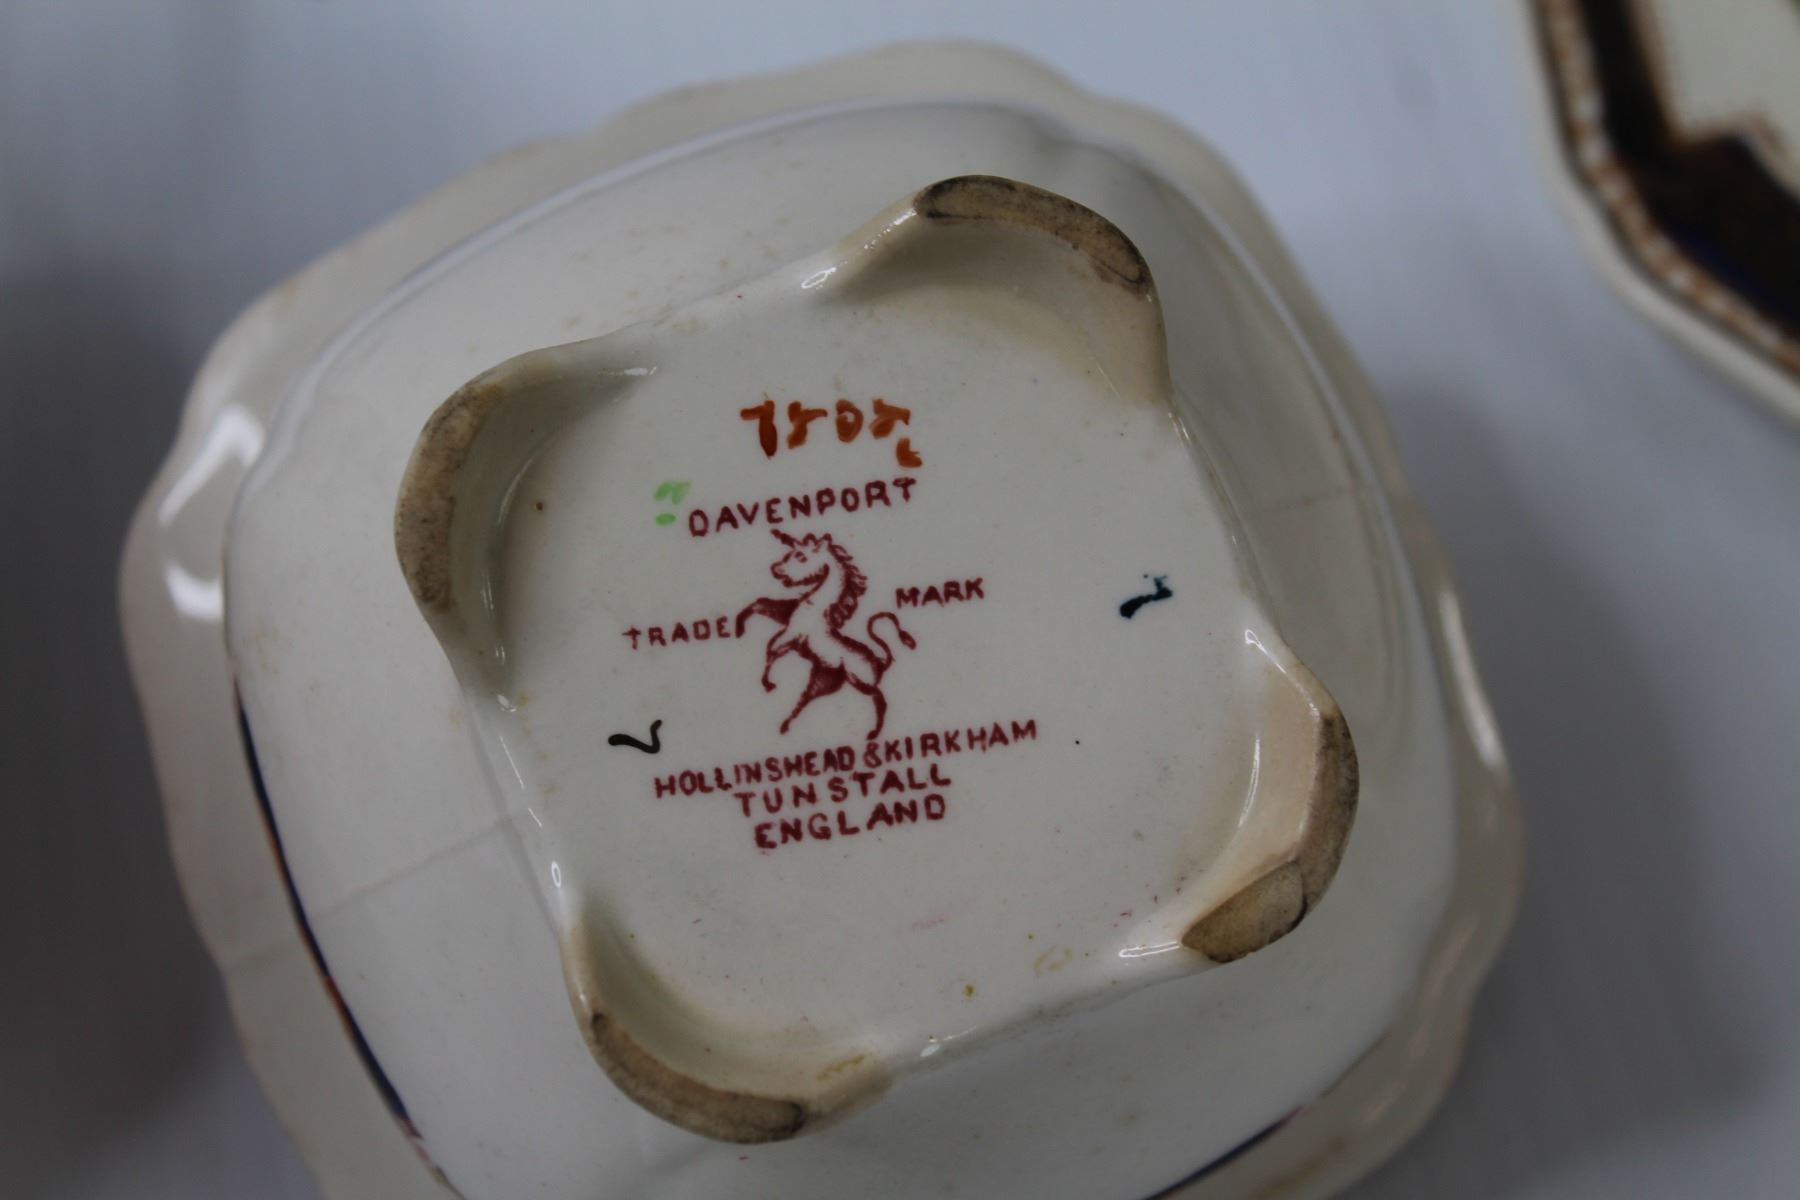 DAVENPORT
TRADE MARK
HOLLINSHEAD & KIRKHAM
TUNSTALL
ENGLAND